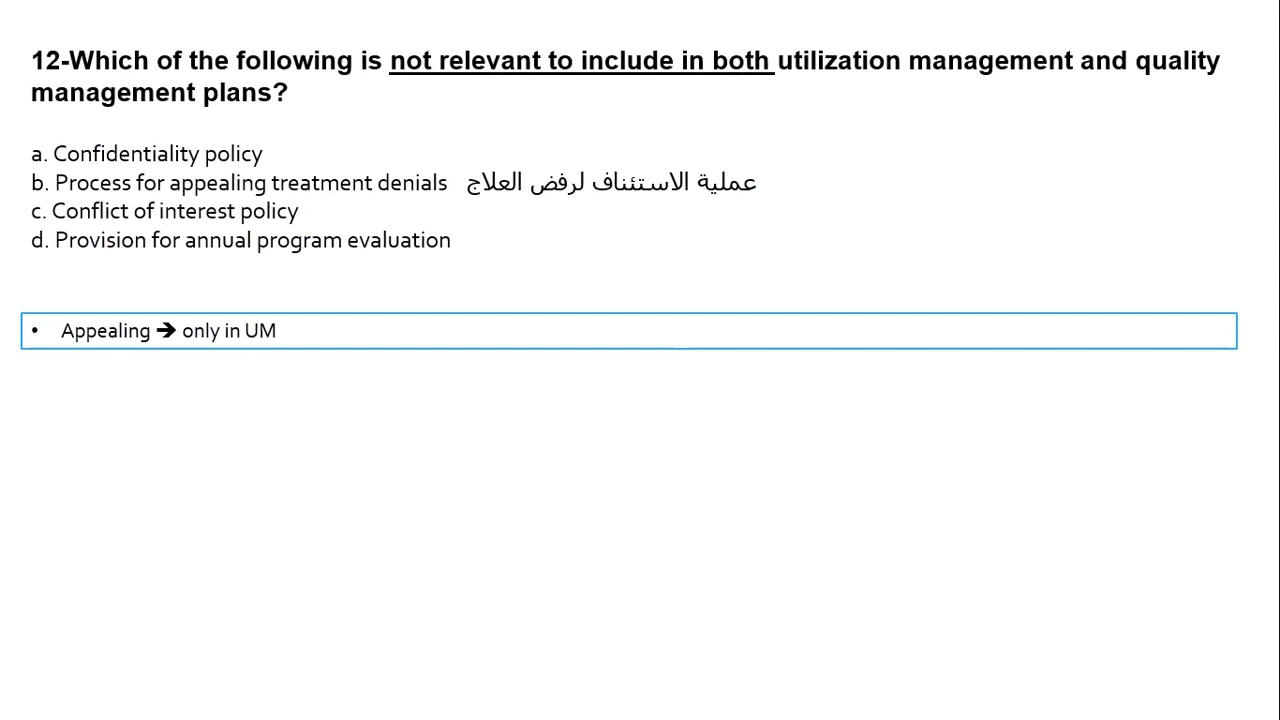 12-Which of the following is not relevant to include in both utilization management and quality
management plans?
a. Confidentiality policy
b. Process for appealing treatment denials عملية الاستئناف لرفض العلاج
c. Conflict of interest policy
d. Provision for annual program evaluation
• Appealing ➔ only in UM